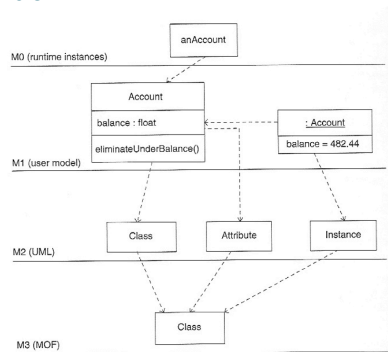 anAccount
M0 (runtime instances)
Account
balance : float
eliminateUnderBalance()
: Account
balance = 482.44
M1 (user model)
Class
Attribute
Instance
M2 (UML)
Class
M3 (MOF)